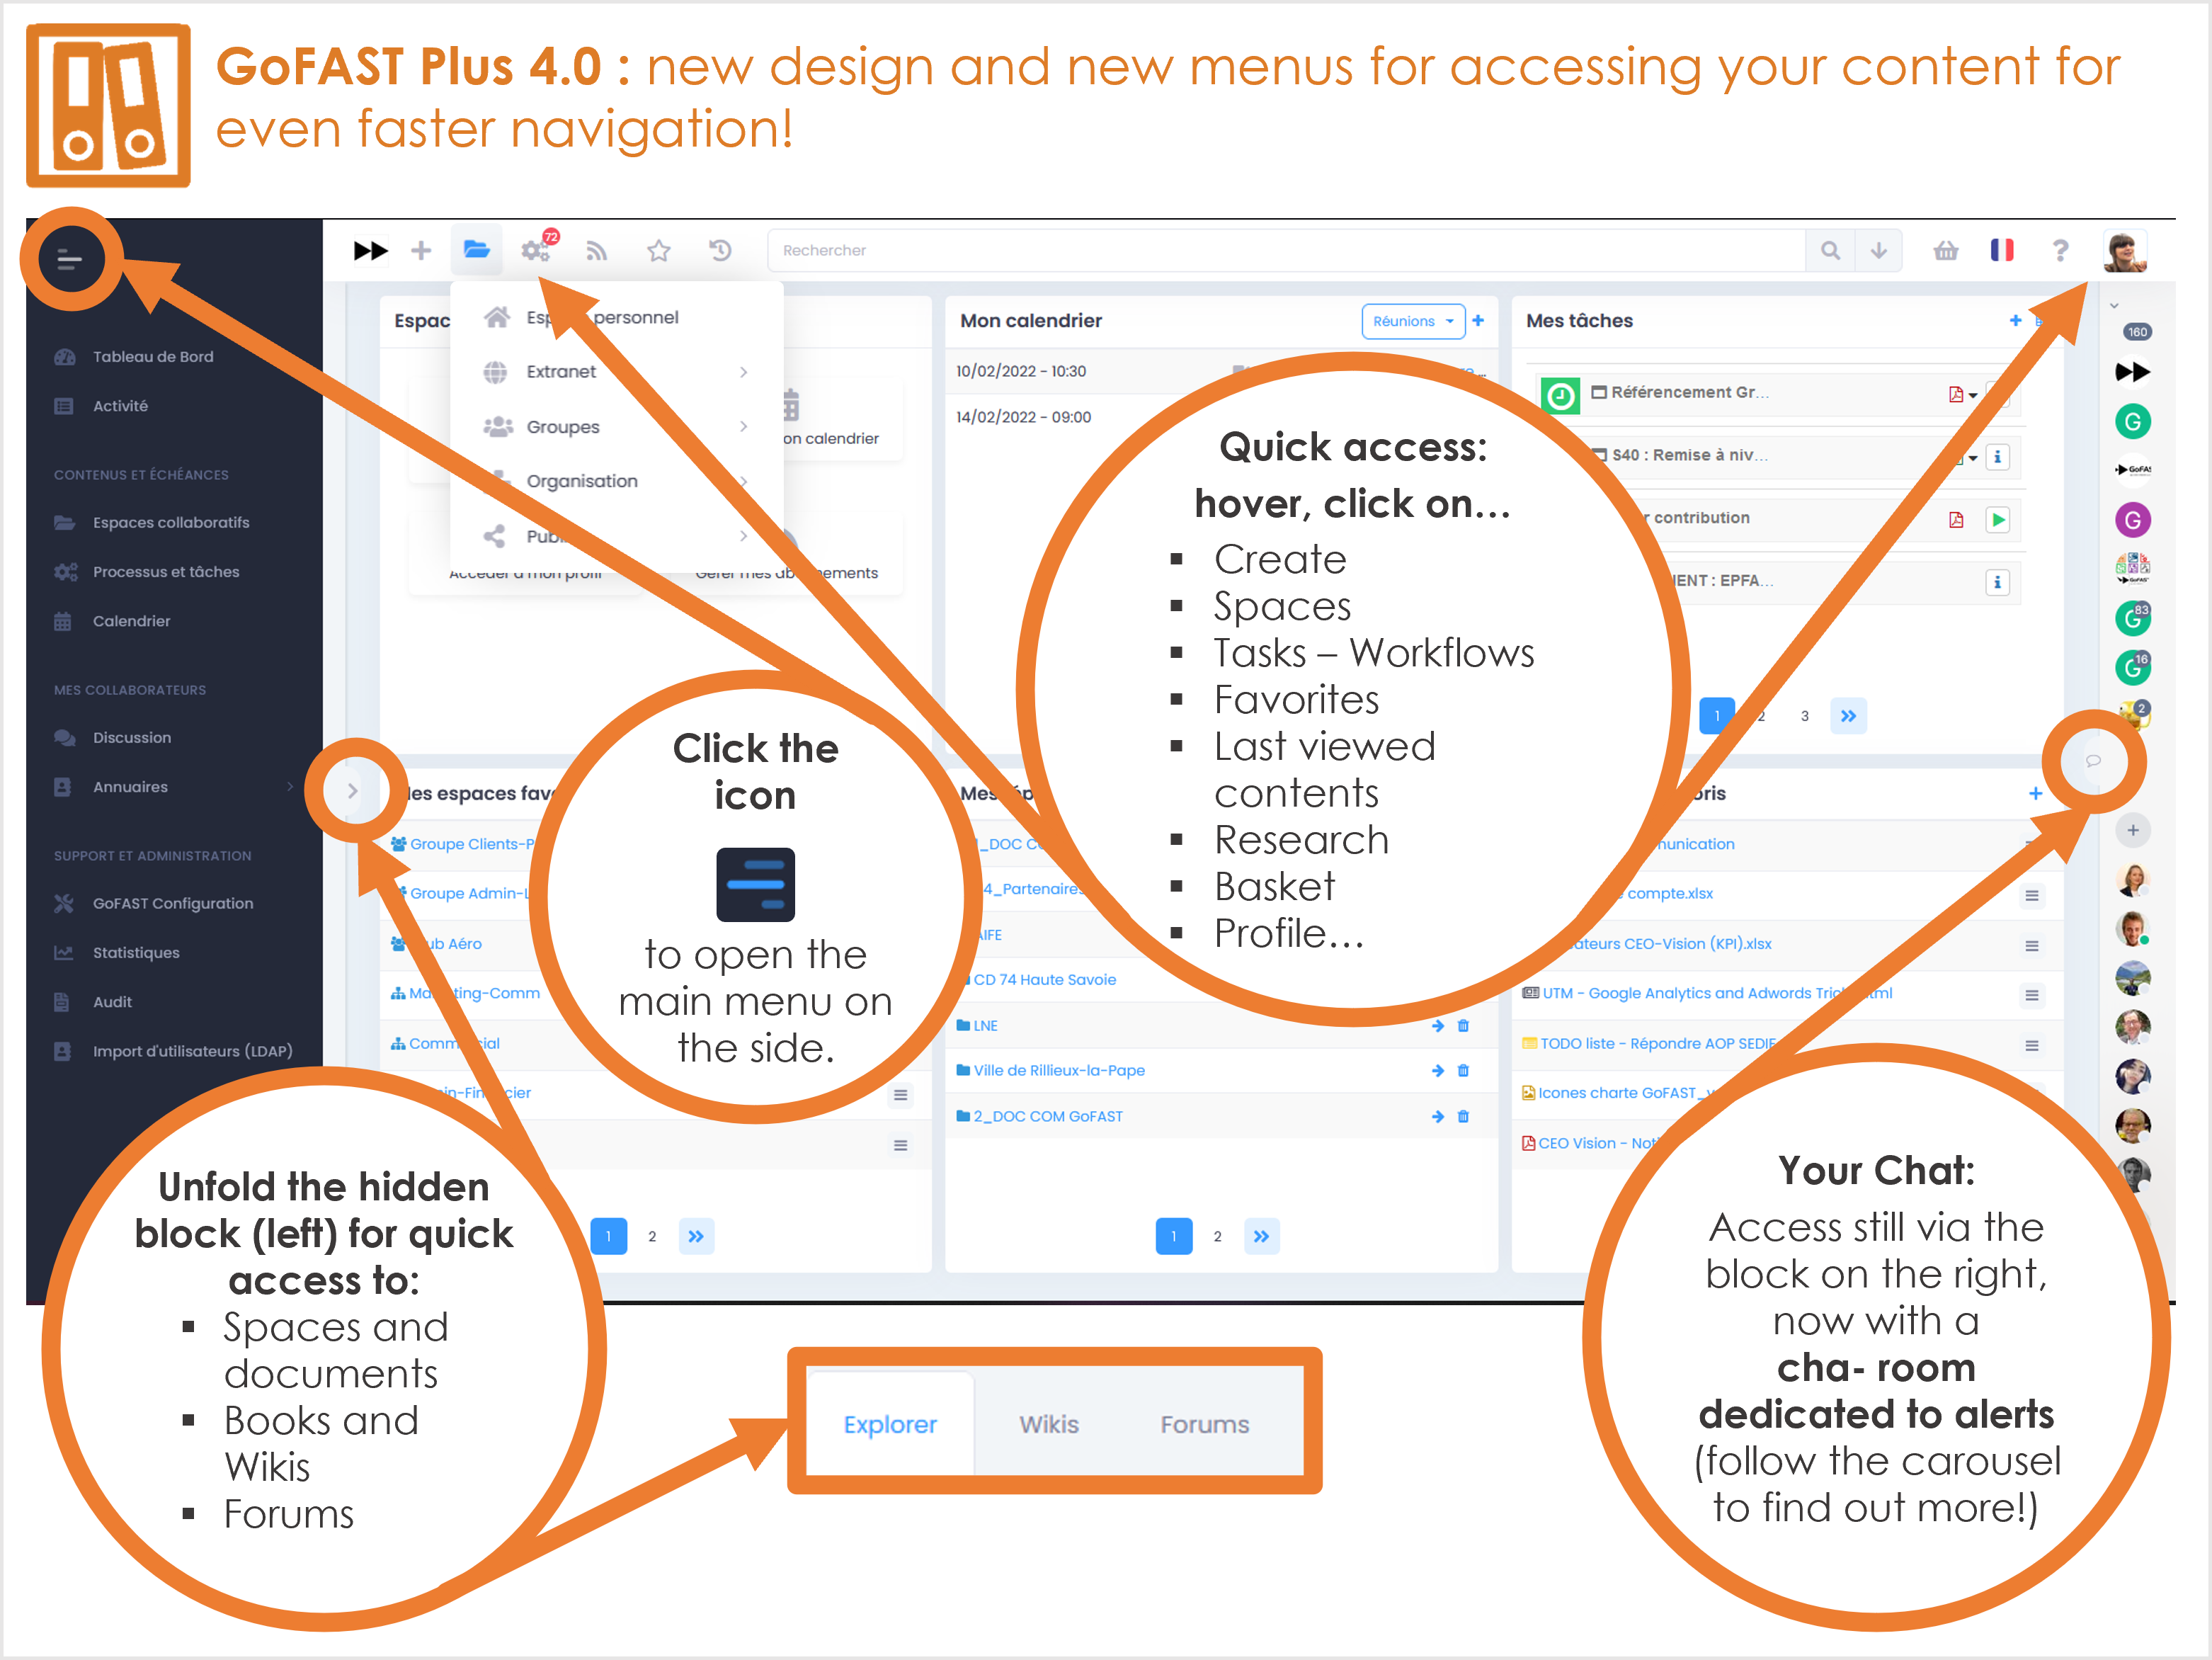 GoFAST Plus 4.0 : new design and new menus for accessing your content for
even faster navigation!
72
Rechercher
Tableau de Bord
Activité
CONTENUS ET ÉCHÉANCES
Espaces collaboratifs
Processus et tâches
Calendrier
MES COLLABORATEURS
Discussion
Annuaires
SUPPORT ET ADMINISTRATION
GoFAST Configuration
Statistiques
Audit
Import d'utilisateurs (LDAP)
Espac
personnel
Extranet
Groupes
Organisation
Pub
on calendrier
Accéder à mon profil
Gérer mes ab nements
Mon calendrier
Réunions
10/02/2022 - 10:30
14/02/2022 - 09:00
Mes tâches
Référencement Gr...
S40 : Remise à niv...
r contribution
ENT : EPFA...
1 2 3
160
G
GoFAS
G
GoFAST
G 83
G 16
2
Click the
icon
to open the
main menu on
the side.
Quick access:
hover, click on...
▪ Create
▪ Spaces
▪ Tasks – Workflows
▪ Favorites
▪ Last viewed
contents
▪ Research
▪ Basket
▪ Profile...
es espaces fav
Groupe Clients-P
Groupe Admin-L
ub Aéro
Ma ting-Comm
Comm ial
in-Fin cier
1 2
Mes
_DOC C
4_Partenaire
AIFE
CD 74 Haute Savoie
LNE
Ville de Rillieux-la-Pape
2_DOC COM GoFAST
1 2
oris
munication
compte.xlsx
ateurs CEO-Vision (KPI).xlsx
UTM - Google Analytics and Adwords Tric ml
TODO liste - Répondre AOP SEDIF
Icones charte GoFAST_v
CEO Vision - Not
Unfold the hidden
block (left) for quick
access to:
▪ Spaces and
documents
▪ Books and
Wikis
▪ Forums
Explorer Wikis Forums
Your Chat:
Access still via the
block on the right,
now with a
cha- room
dedicated to alerts
(follow the carousel
to find out more!)